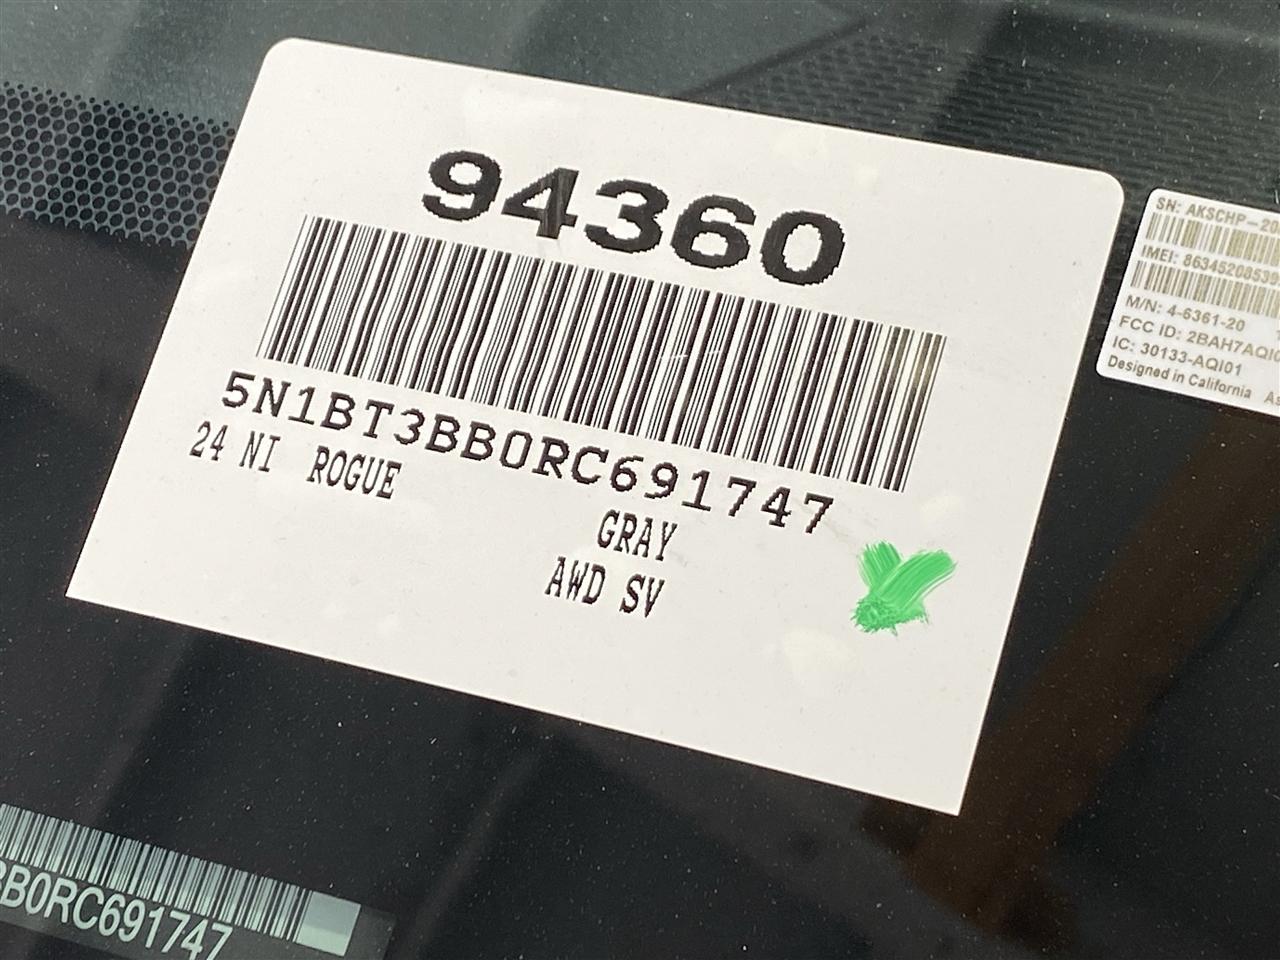 94360
5N1BT3BB0RC691747
24 NI ROGUE
GRAY
AWD SV
SN: AKSCHP-20
IMEI: 86345208539
M/N: 4-6361-20
FCC ID: 2BAH7AQI0
IC: 30133-AQI01
Designed in California As
BB0RC691747